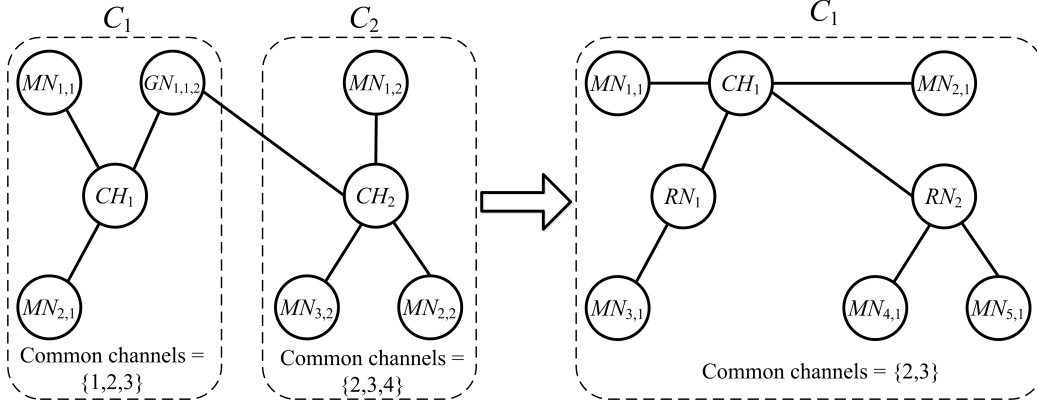 C1
C2
C1
MN1,1
GN1,1,2
MN1,2
MN1,1
CH1
MN2,1
CH1
CH2
RN1
RN2
MN2,1
MN3,2
MN2,2
MN3,1
MN4,1
MN5,1
Common channels =
{1,2,3}
Common channels =
{2,3,4}
Common channels = {2,3}